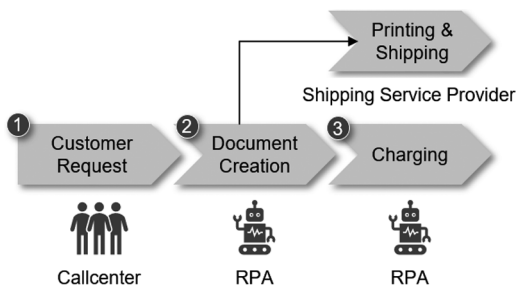 Printing &
Shipping
Shipping Service Provider
1
Customer
Request
2
Document
Creation
3
Charging
Callcenter
RPA
RPA